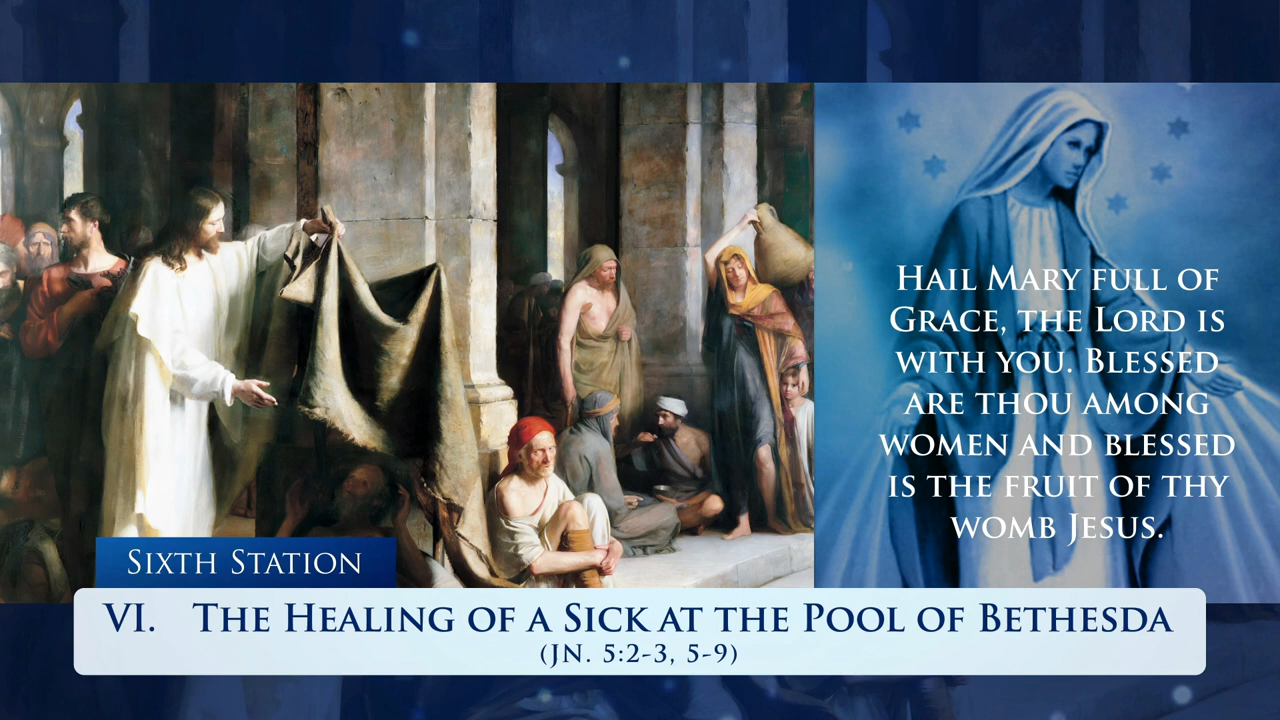 Hail Mary full of
Grace, the Lord is
with you. Blessed
are thou among
women and blessed
is the fruit of thy
womb Jesus.
Sixth Station
VI. The Healing of a Sick at the Pool of Bethesda
(JN. 5:2-3, 5-9)